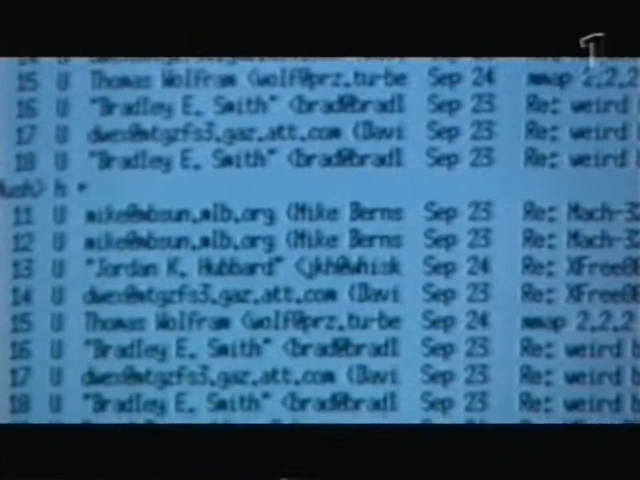 1
15 U Thomas Wolfram (wolf@prz.tu-be Sep 24 mmap 2.2.2
16 U "Bradley E. Smith" <brad@bradl Sep 23 Re: weird
17 U dwex@mtgzfs3.gaz.att.com (Davi Sep 23 Re: weird
18 U "Bradley E. Smith" <brad@bradl Sep 23 Re: weird
h *
11 U mike@mbsun.mlb.org (Mike Berns Sep 23 Re: Mach-3
12 U mike@mbsun.mlb.org (Mike Berns Sep 23 Re: Mach-3
13 U "Jordan K. Hubbard" <jkh@whisk Sep 24 Re: XFree8
14 U dwex@mtgzfs3.gaz.att.com (Davi Sep 23 Re: XFree8
15 U Thomas Wolfram (wolf@prz.tu-be Sep 24 mmap 2.2.2
16 U "Bradley E. Smith" <brad@bradl Sep 23 Re: weird b
17 U dwex@mtgzfs3.gaz.att.com (Davi Sep 23 Re: weird b
18 U "Bradley E. Smith" <brad@bradl Sep 23 Re: weird b